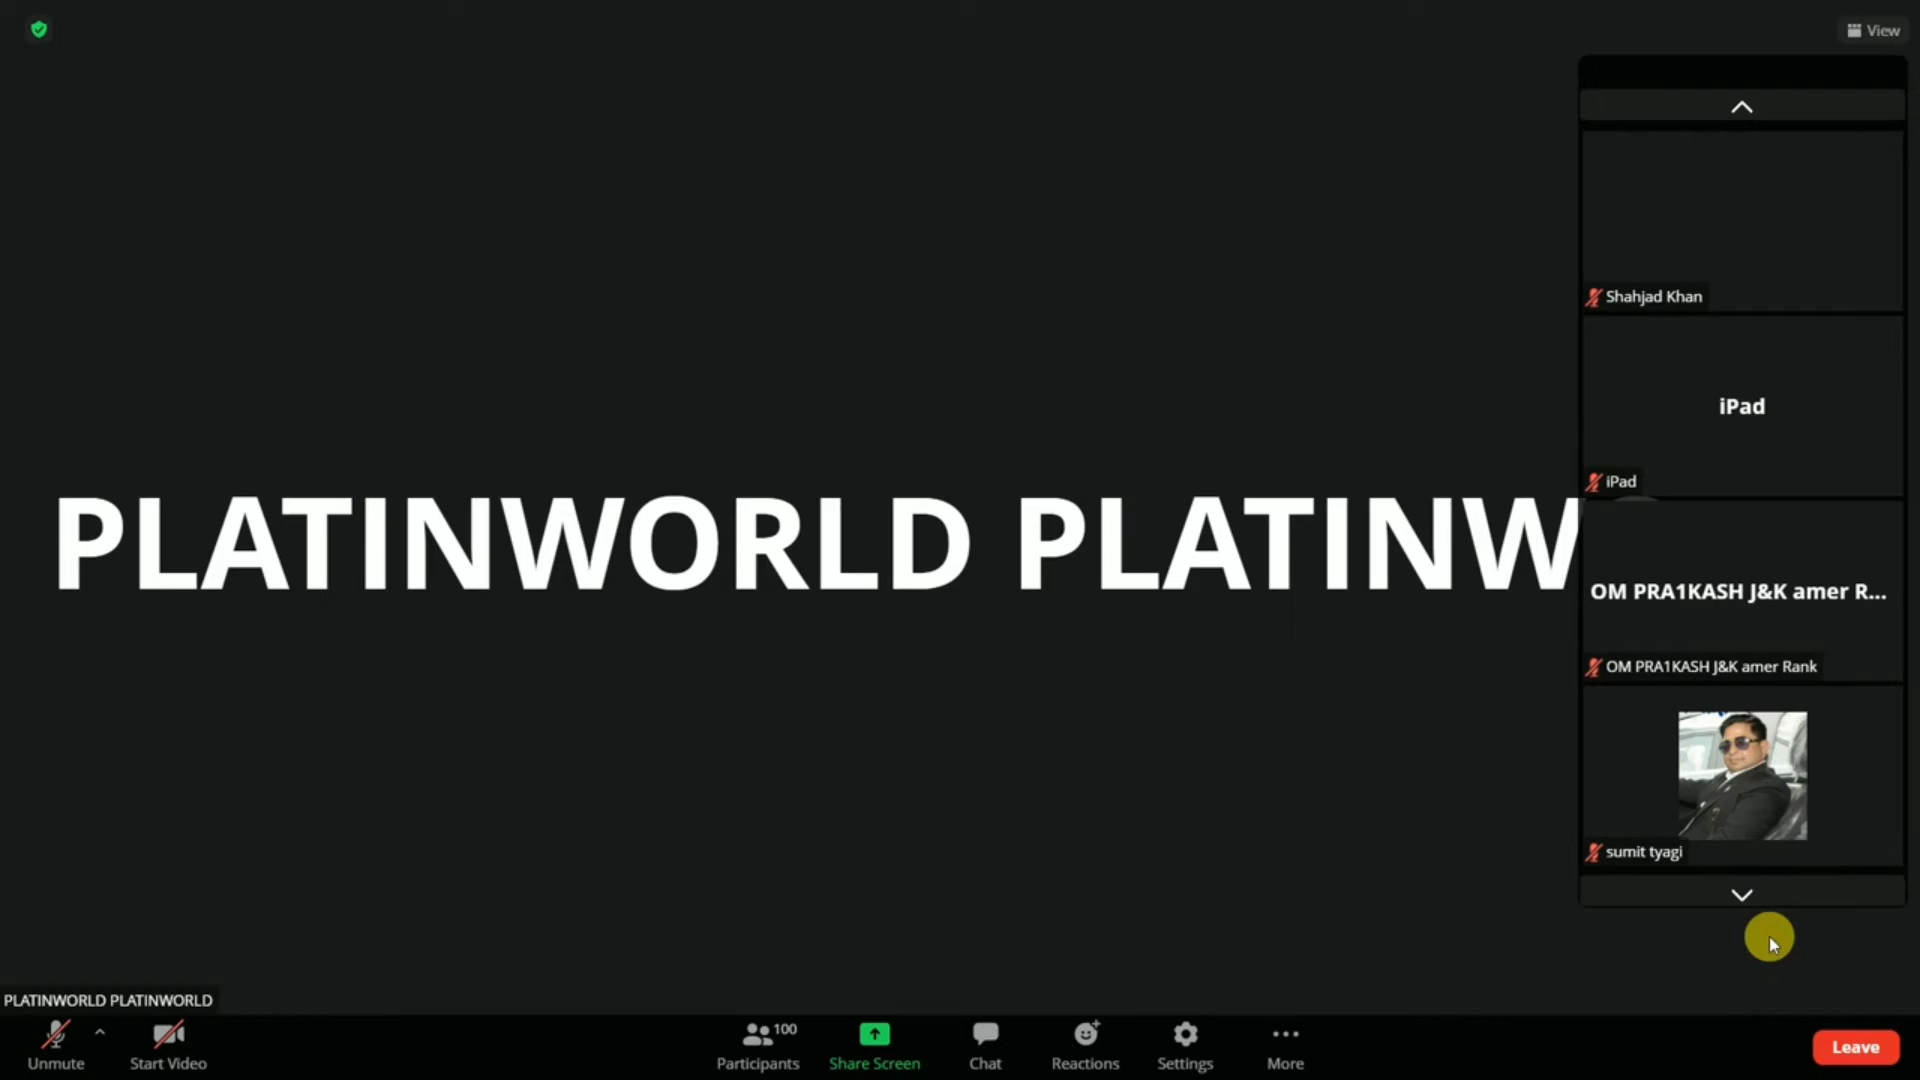 View
Shahjad Khan
iPad
iPad
PLATINWORLD PLATINW
OM PRA1KASH J&K amer R...
OM PRA1KASH J&K amer Rank
sumit tyagi
PLATINWORLD PLATINWORLD
Unmute
Start Video
100
Participants
Share Screen
Chat
Reactions
Settings
More
Leave